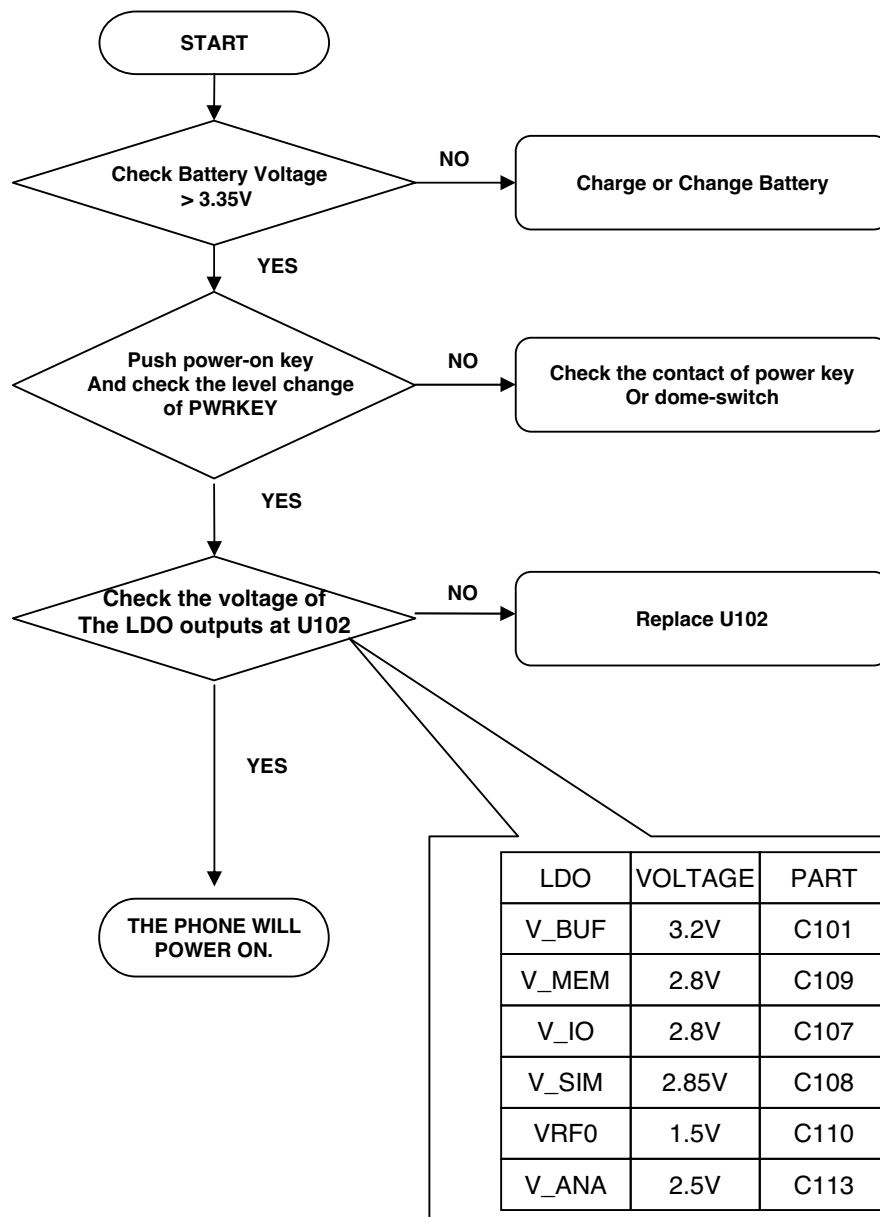 START
Check Battery Voltage
> 3.35V
NO
Charge or Change Battery
YES
Push power-on key
And check the level change
of PWRKEY
NO
Check the contact of power key
Or dome-switch
YES
Check the voltage of
The LDO outputs at U102
NO
Replace U102
YES
THE PHONE WILL
POWER ON.
LDO VOLTAGE PART
V_BUF 3.2V C101
V_MEM 2.8V C109
V_IO 2.8V C107
V_SIM 2.85V C108
VRF0 1.5V C110
V_ANA 2.5V C113